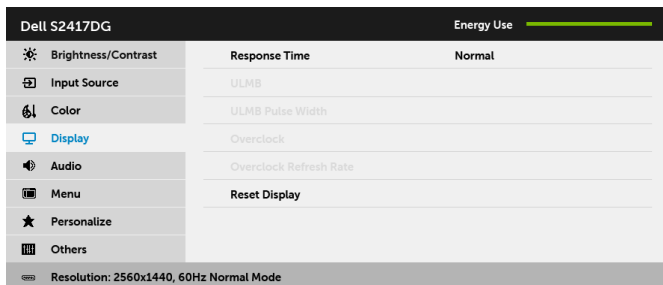 Dell S2417DG Energy Use
Brightness/Contrast Response Time Normal
Input Source ULMB
Color ULMB Pulse Width
Display Overclock
Audio Overclock Refresh Rate
Menu Reset Display
Personalize
Others
Resolution: 2560x1440, 60Hz Normal Mode